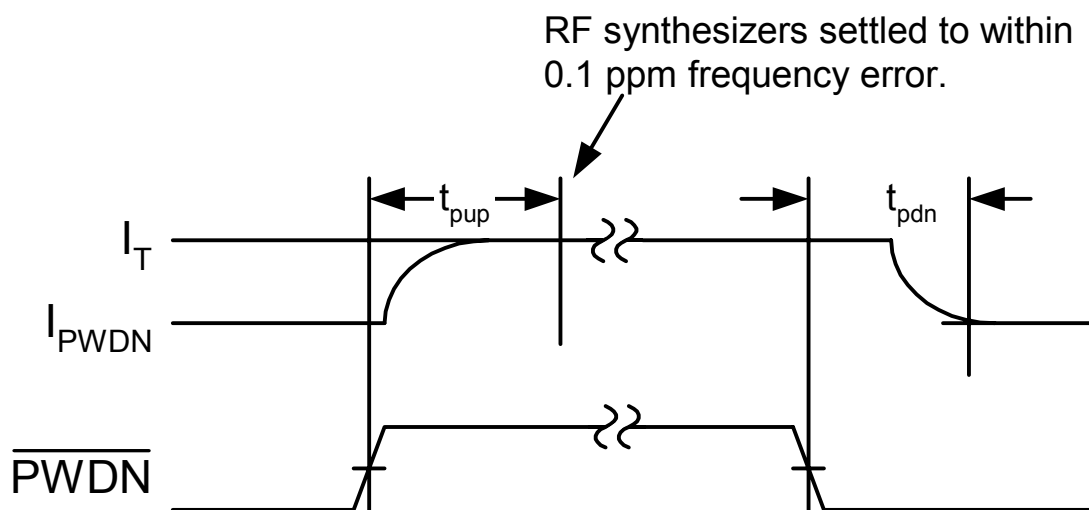 RF synthesizers settled to within
0.1 ppm frequency error.
tpup
tpdn
IT
IPWDN
PWDN